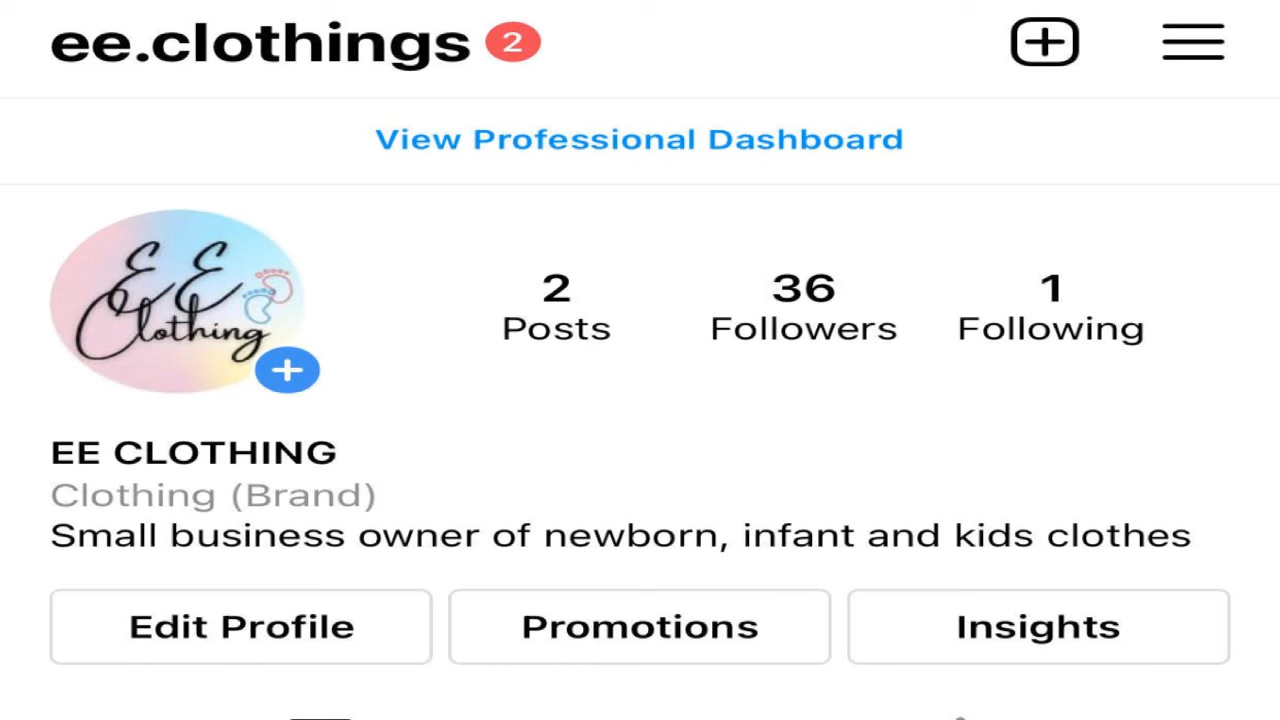 ee.clothings 2
View Professional Dashboard
E E
Clothing
2 36 1
Posts Followers Following
EE CLOTHING
Clothing (Brand)
Small business owner of newborn, infant and kids clothes
Edit Profile Promotions Insights